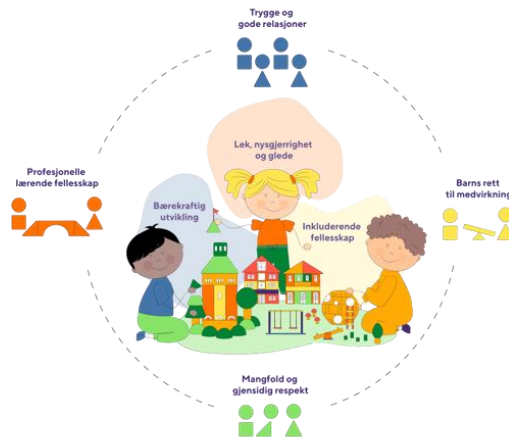 Trygge og
gode relasjoner
Lek, nysgjerrighet
og glede
Profesjonelle
lærende fellesskap
Barns rett
til medvirkning
Bærekraftig
utvikling
Inkluderende
fellesskap
Mangfold og
gjensidig respekt